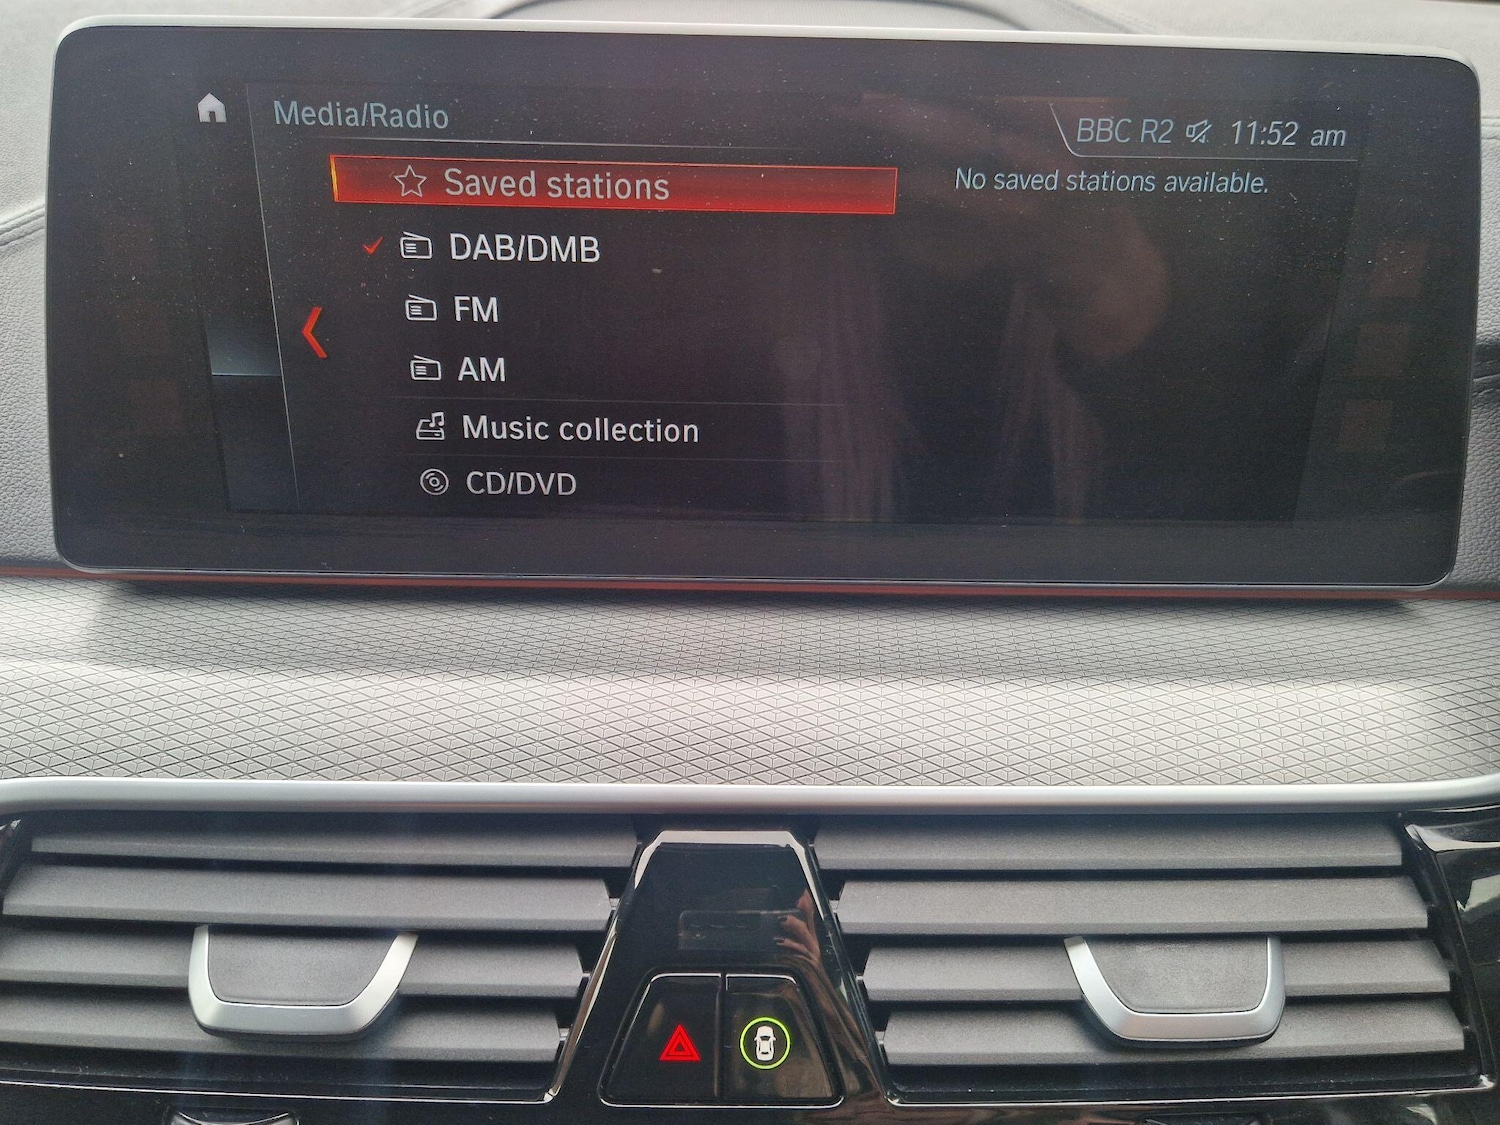 Media/Radio
BBC R2 11:52 am
Saved stations
No saved stations available.
DAB/DMB
FM
AM
Music collection
CD/DVD